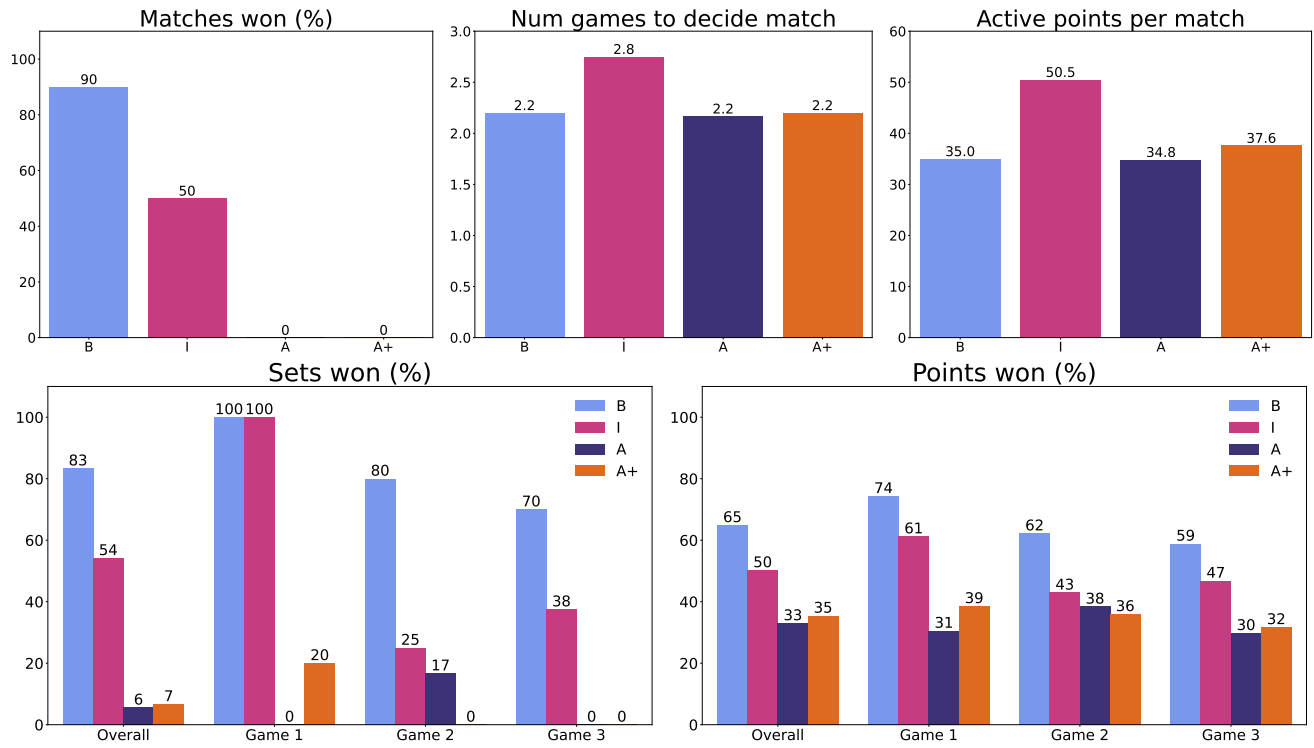 Matches won (%)
100
80
60
40
20
0
90
50
0
0
B
I
A
A+
Num games to decide match
3.0
2.5
2.0
1.5
1.0
0.5
0.0
2.2
2.8
2.2
2.2
B
I
A
A+
Active points per match
60
50
40
30
20
10
0
35.0
50.5
34.8
37.6
B
I
A
A+
Sets won (%)
100
80
60
40
20
0
83
54
6
7
100
100
0
20
80
25
17
0
70
38
0
0
B
I
A
A+
Overall
Game 1
Game 2
Game 3
Points won (%)
100
80
60
40
20
0
65
50
33
35
74
61
31
39
62
43
38
36
59
47
30
32
B
I
A
A+
Overall
Game 1
Game 2
Game 3